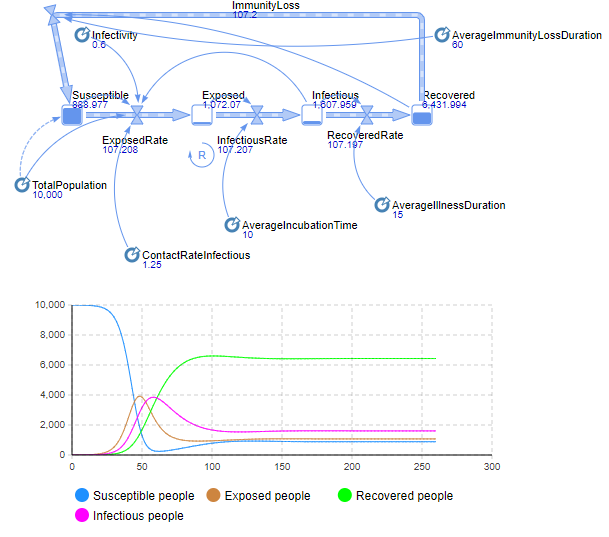 ImmunityLoss
107.2
Infectivity
0.6
AverageImmunityLossDuration
60
Susceptible
888.977
Exposed
1,072.07
Infectious
1,607.959
Recovered
6,431.994
ExposedRate
107.208
InfectiousRate
107.207
RecoveredRate
107.197
R
TotalPopulation
10,000
AverageIllnessDuration
15
AverageIncubationTime
10
ContactRateInfectious
1.25
10,000
8,000
6,000
4,000
2,000
0
0 50 100 150 200 250 300
Susceptible people Exposed people Recovered people
Infectious people